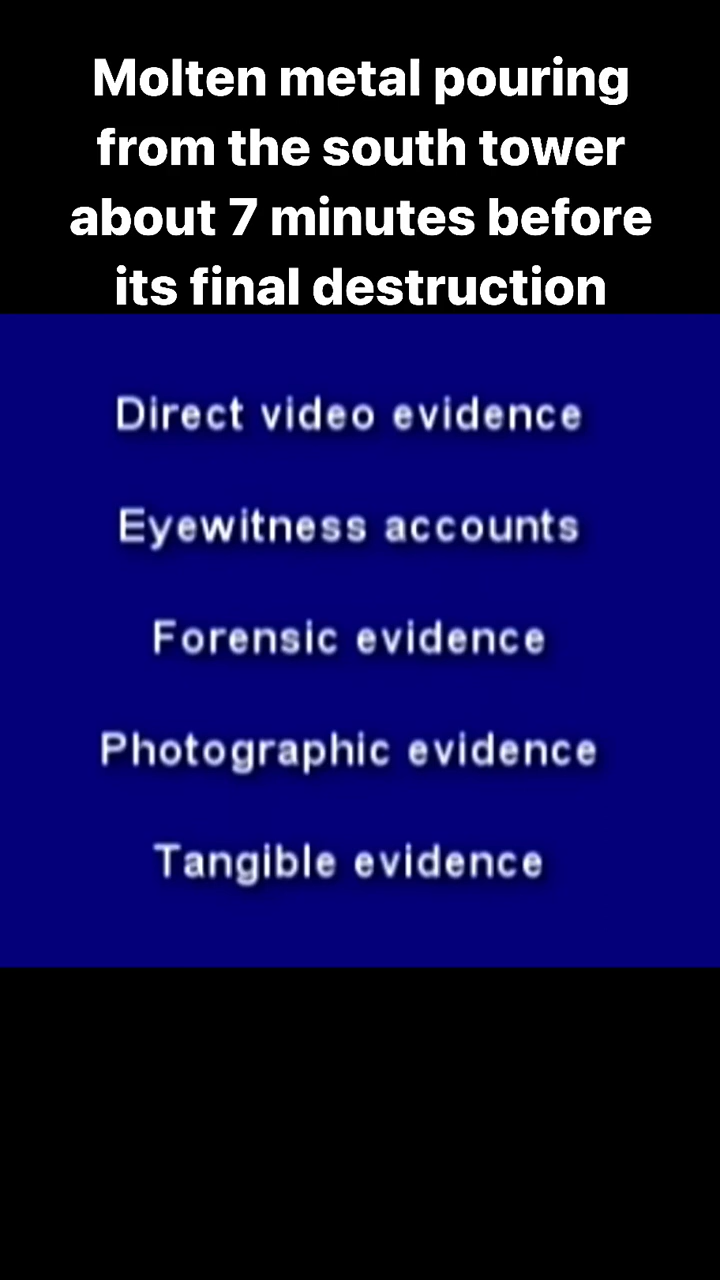 Molten metal pouring
from the south tower
about 7 minutes before
its final destruction
Direct video evidence
Eyewitness accounts
Forensic evidence
Photographic evidence
Tangible evidence